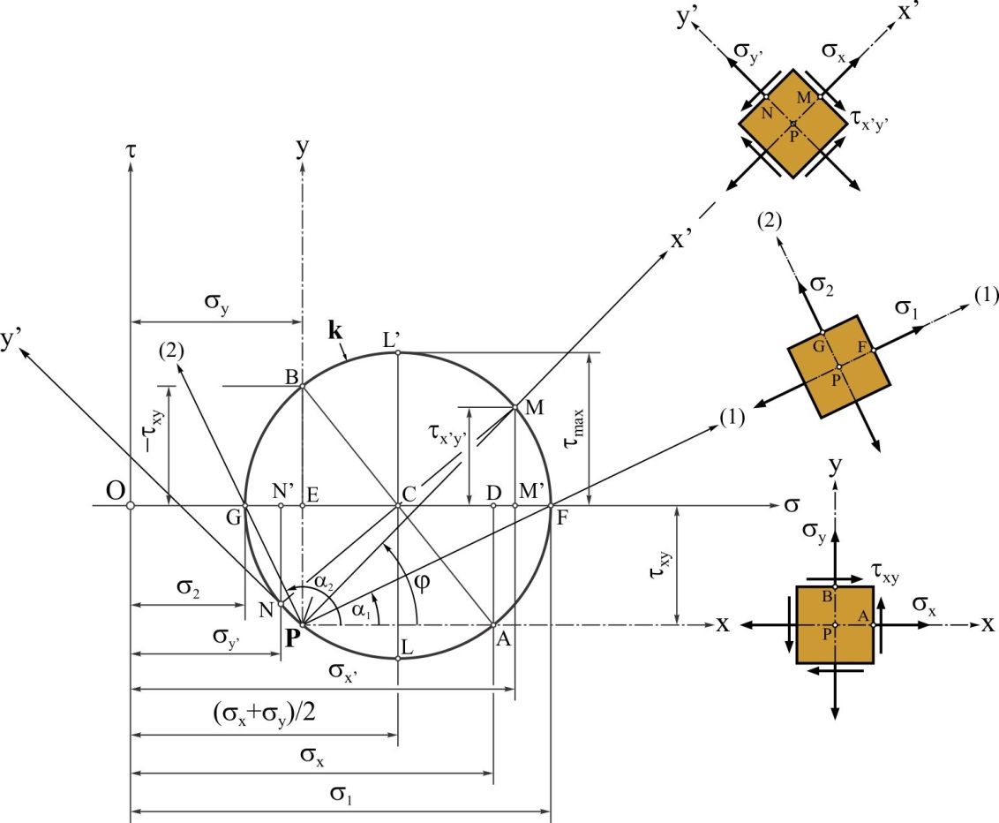 y’
x’
σy’
σx
N
M
P
τx’y’
τ
y
(2)
x’
σ2
(1)
σ1
G
F
P
σy
y’
(2)
k
L’
B
M
−τxy
τx’y’
τmax
(1)
O
N’
E
C
D
M’
σ
G
F
y
σy
τxy
τxy
B
σx
A
P
x
σ2
N
α2
α1
φ
P
A
x
L
σy’
σx’
(σx+σy)/2
σx
σ1